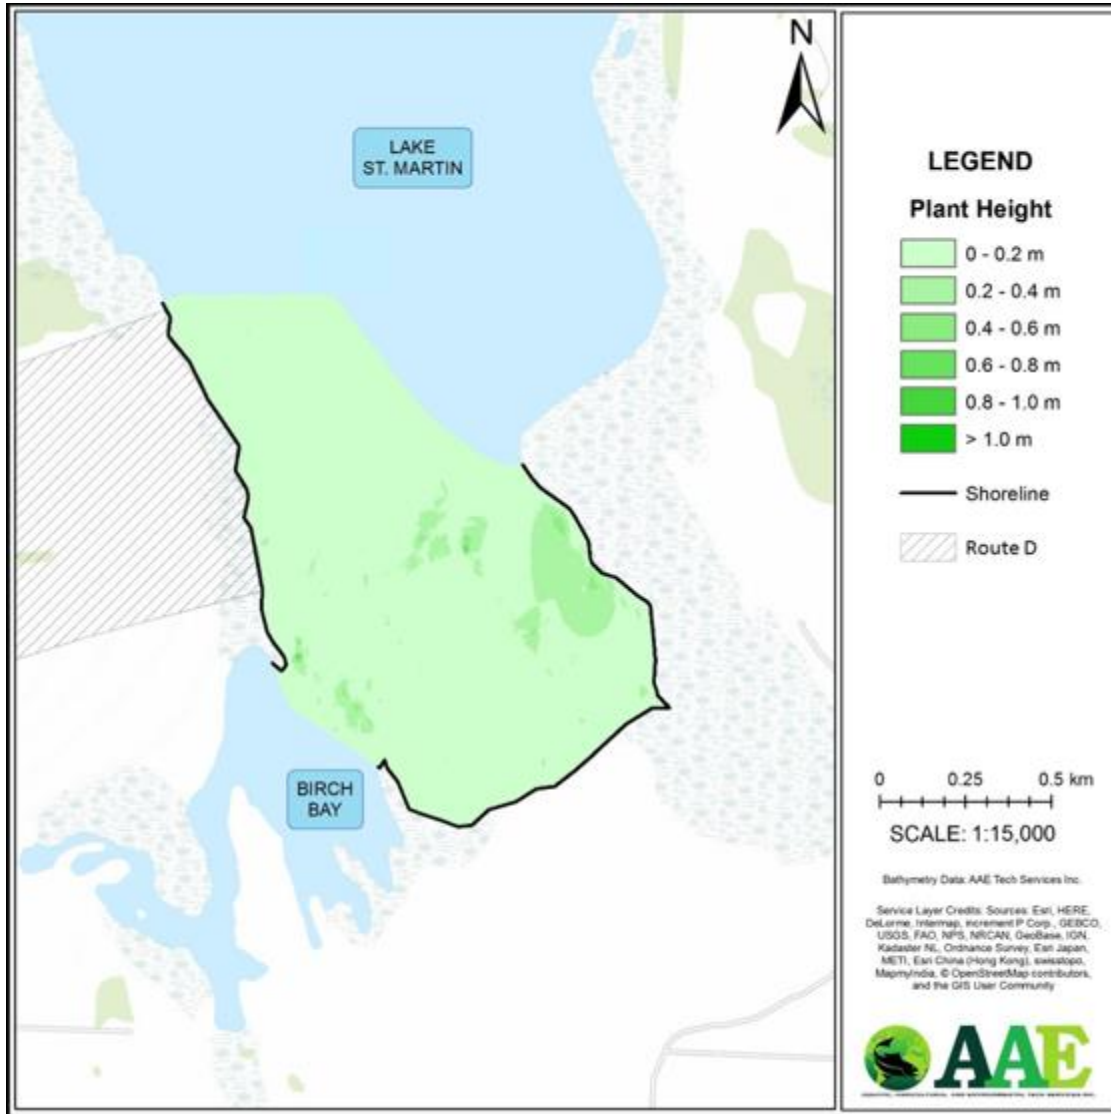 N
LAKE
ST. MARTIN
BIRCH
BAY
LEGEND
Plant Height
0 - 0.2 m
0.2 - 0.4 m
0.4 - 0.6 m
0.6 - 0.8 m
0.8 - 1.0 m
> 1.0 m
Shoreline
Route D
0 0.25 0.5 km
SCALE: 1:15,000
Bathymetry Data: AAE Tech Services Inc.
Service Layer Credits: Sources: Esri, HERE,
DeLorme, Intermap, increment P Corp., GEBCO,
USGS, FAO, NPS, NRCAN, GeoBase, IGN,
Kadaster NL, Ordnance Survey, Esri Japan,
METI, Esri China (Hong Kong), swisstopo,
MapmyIndia, © OpenStreetMap contributors,
and the GIS User Community
AAE